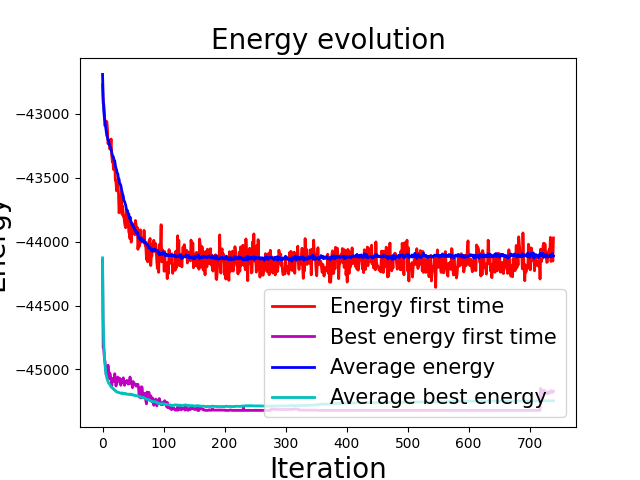 Energy evolution
Energy
−43000
−43500
−44000
−44500
−45000
0 100 200 300 400 500 600 700
Iteration
Energy first time
Best energy first time
Average energy
Average best energy